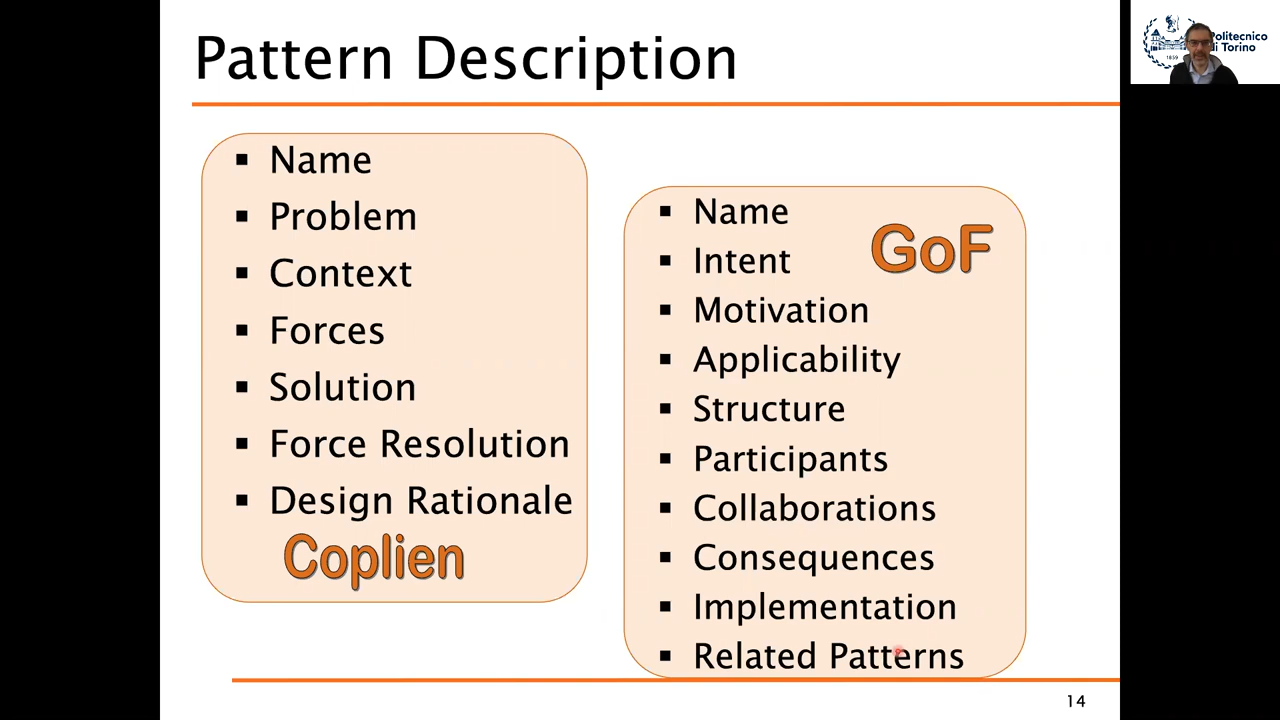 Pattern Description
Name
Problem
Context
Forces
Solution
Force Resolution
Design Rationale
Coplien
Name
Intent
Motivation
Applicability
Structure
Participants
Collaborations
Consequences
Implementation
Related Patterns
GoF
14
Politecnico
di Torino
1859